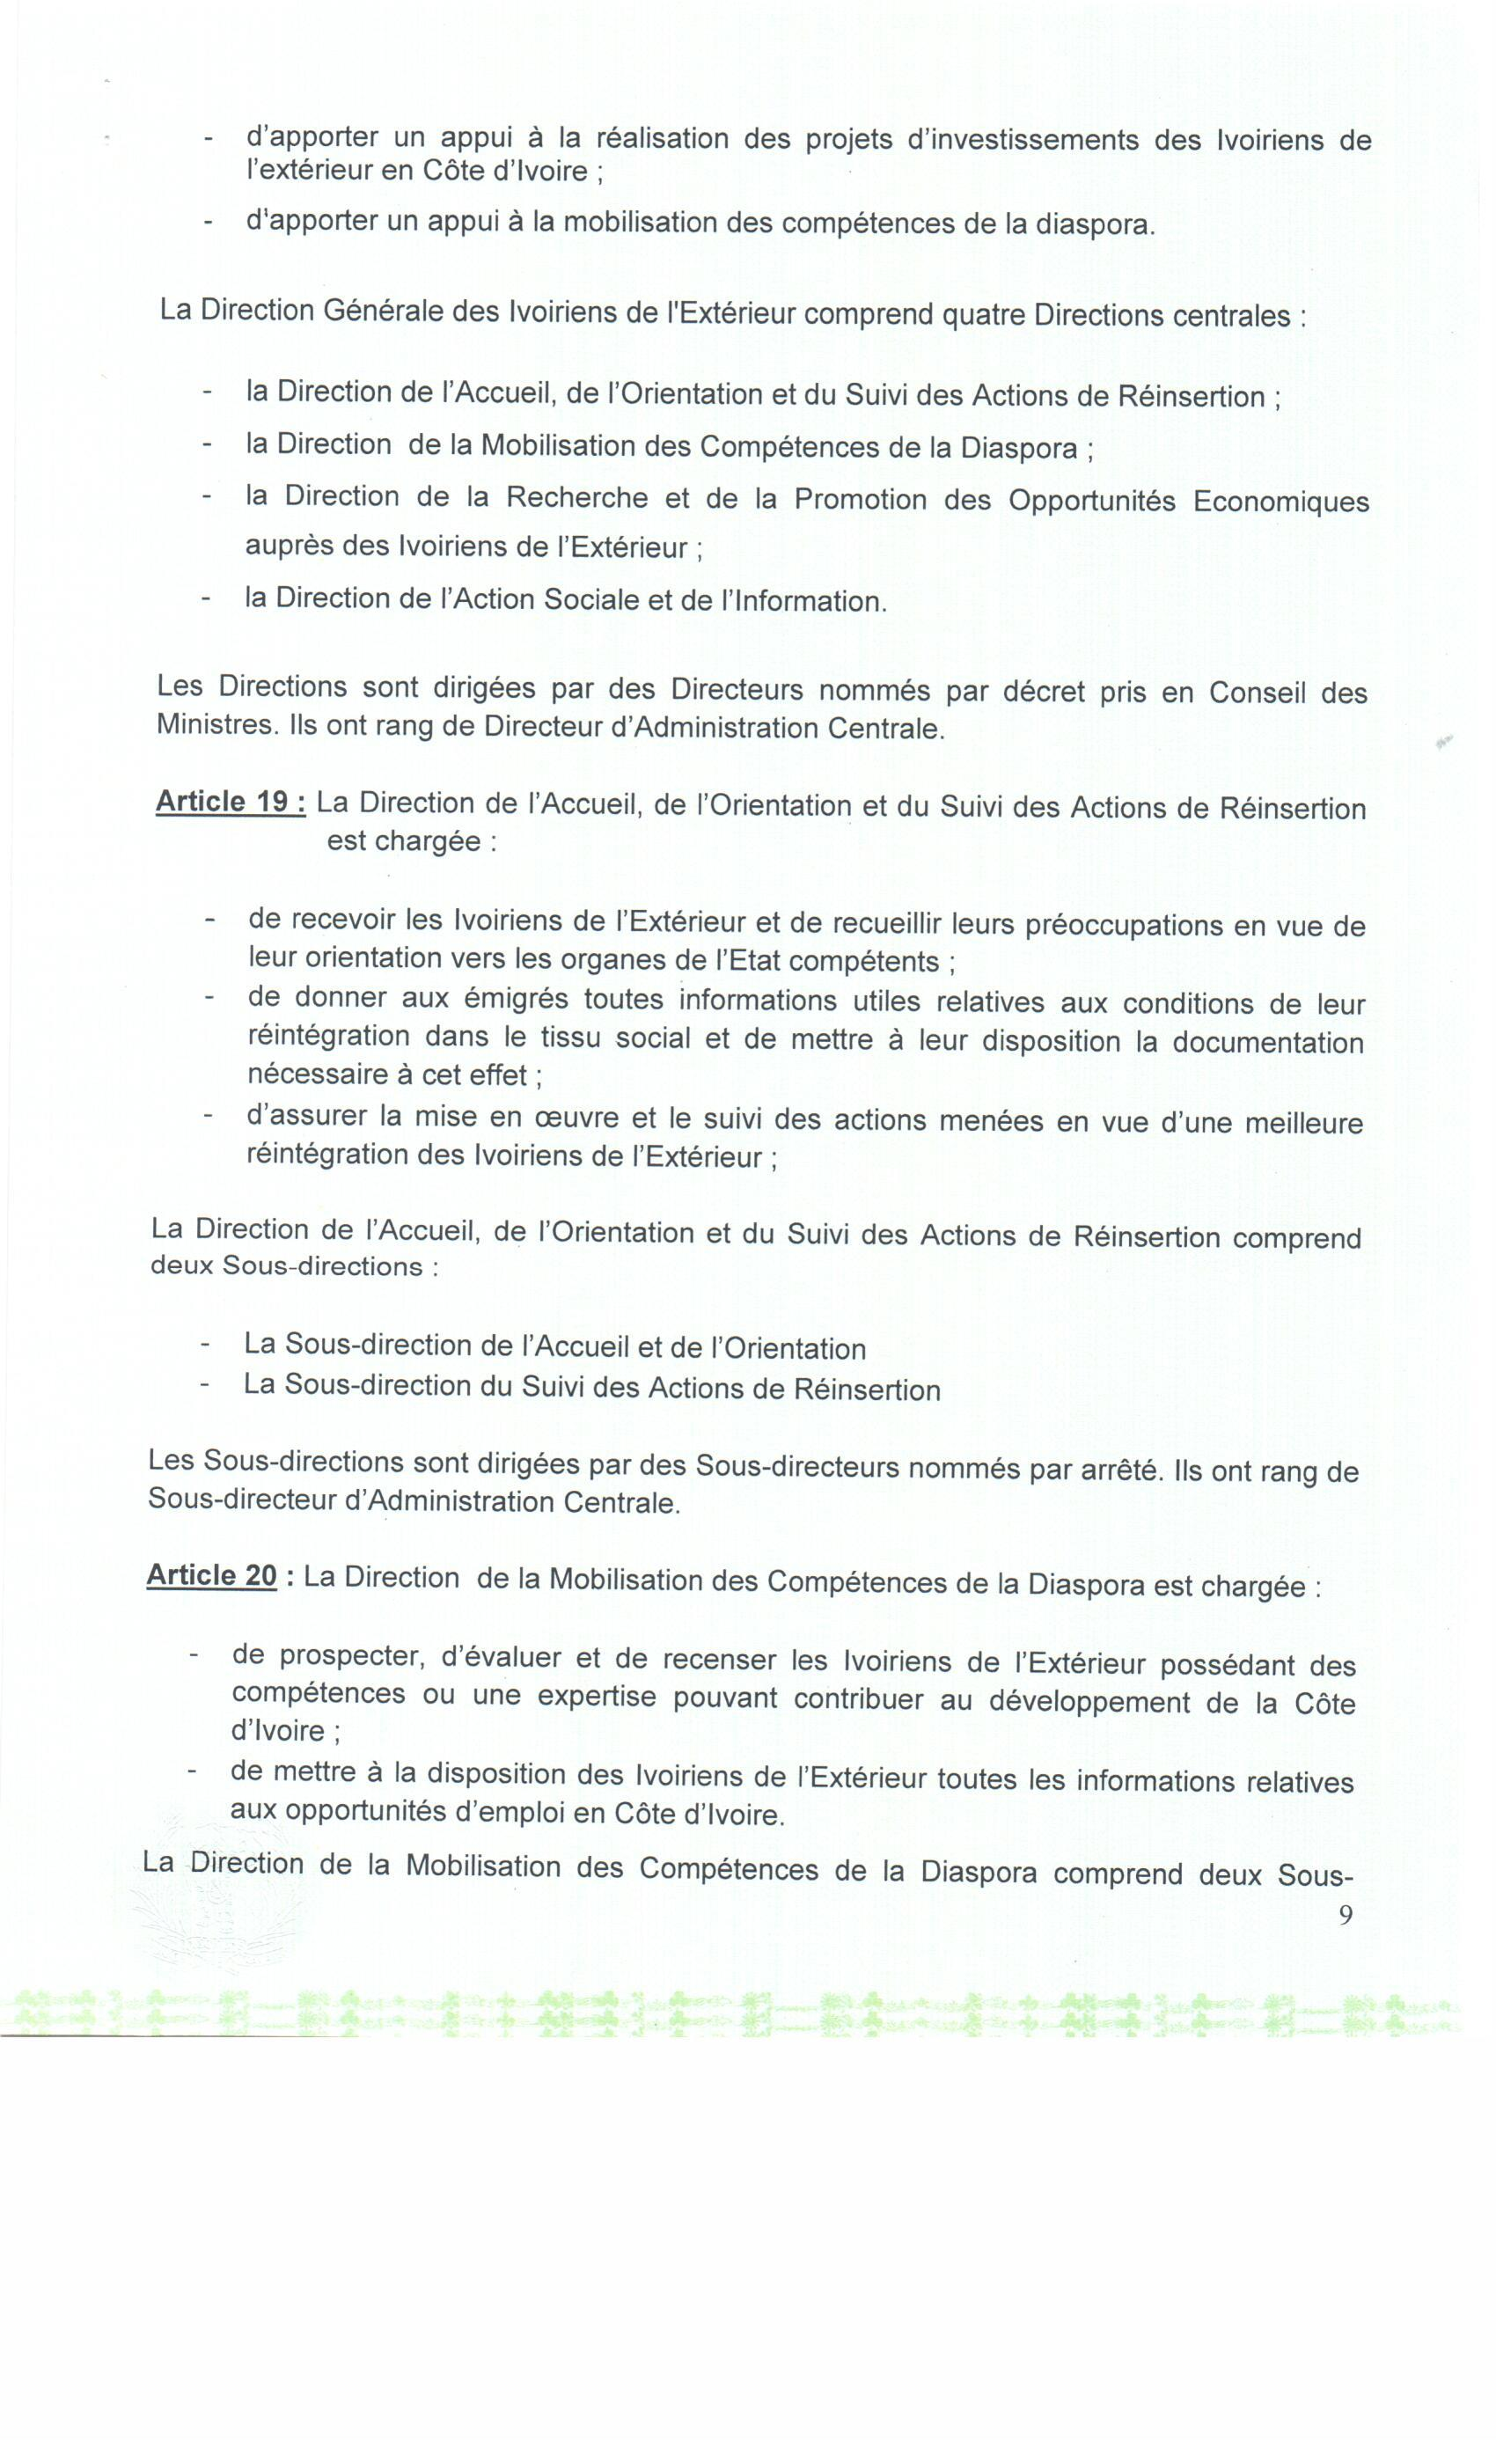 - d'apporter un appui à la réalisation des projets d'investissements des Ivoiriens de
l'extérieur en Côte d'Ivoire ;
- d'apporter un appui à la mobilisation des compétences de la diaspora.
La Direction Générale des Ivoiriens de l'Extérieur comprend quatre Directions centrales :
- la Direction de l'Accueil, de l'Orientation et du Suivi des Actions de Réinsertion ;
- la Direction de la Mobilisation des Compétences de la Diaspora ;
- la Direction de la Recherche et de la Promotion des Opportunités Economiques
auprès des Ivoiriens de l'Extérieur ;
- la Direction de l'Action Sociale et de l'Information.
Les Directions sont dirigées par des Directeurs nommés par décret pris en Conseil des
Ministres. Ils ont rang de Directeur d'Administration Centrale.
Article 19 : La Direction de l'Accueil, de l'Orientation et du Suivi des Actions de Réinsertion
est chargée :
- de recevoir les Ivoiriens de l'Extérieur et de recueillir leurs préoccupations en vue de
leur orientation vers les organes de l'Etat compétents ;
- de donner aux émigrés toutes informations utiles relatives aux conditions de leur
réintégration dans le tissu social et de mettre à leur disposition la documentation
nécessaire à cet effet ;
- d'assurer la mise en œuvre et le suivi des actions menées en vue d'une meilleure
réintégration des Ivoiriens de l'Extérieur ;
La Direction de l'Accueil, de l'Orientation et du Suivi des Actions de Réinsertion comprend
deux Sous-directions :
- La Sous-direction de l'Accueil et de l'Orientation
- La Sous-direction du Suivi des Actions de Réinsertion
Les Sous-directions sont dirigées par des Sous-directeurs nommés par arrêté. Ils ont rang de
Sous-directeur d'Administration Centrale.
Article 20 : La Direction de la Mobilisation des Compétences de la Diaspora est chargée :
- de prospecter, d'évaluer et de recenser les Ivoiriens de l'Extérieur possédant des
compétences ou une expertise pouvant contribuer au développement de la Côte
d'Ivoire ;
- de mettre à la disposition des Ivoiriens de l'Extérieur toutes les informations relatives
aux opportunités d'emploi en Côte d'Ivoire.
La Direction de la Mobilisation des Compétences de la Diaspora comprend deux Sous-
9